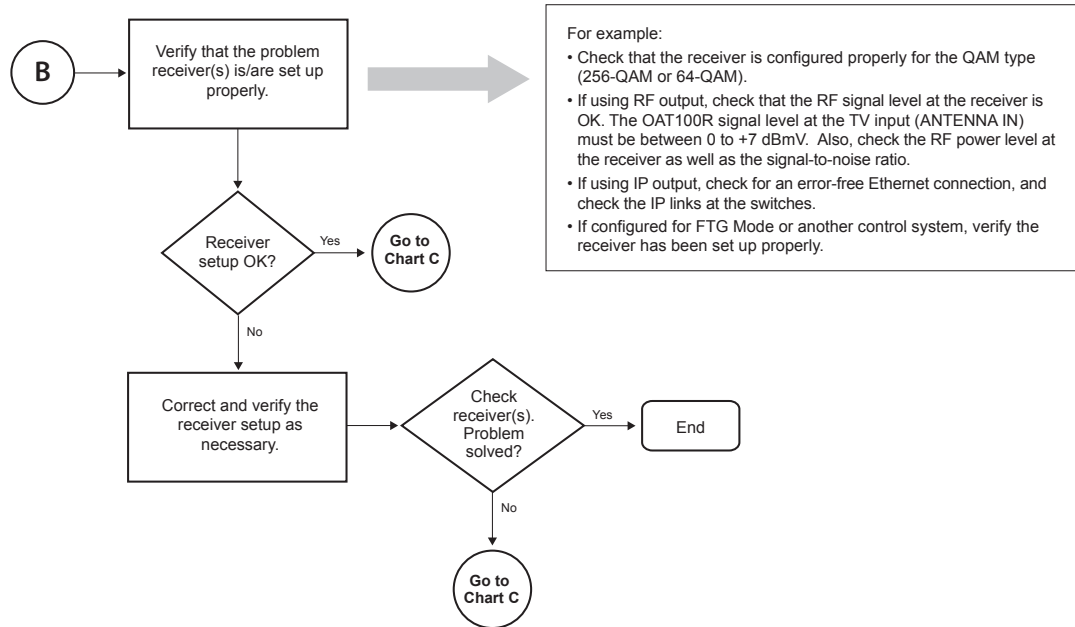 B
Verify that the problem
receiver(s) is/are set up
properly.
For example:
• Check that the receiver is configured properly for the QAM type
(256-QAM or 64-QAM).
• If using RF output, check that the RF signal level at the receiver is
OK. The OAT100R signal level at the TV input (ANTENNA IN)
must be between 0 to +7 dBmV.  Also, check the RF power level at
the receiver as well as the signal-to-noise ratio.
• If using IP output, check for an error-free Ethernet connection, and
check the IP links at the switches.
• If configured for FTG Mode or another control system, verify the
receiver has been set up properly.
Receiver
setup OK?
Yes
Go to
Chart C
No
Correct and verify the
receiver setup as
necessary.
Check
receiver(s).
Problem
solved?
Yes
End
No
Go to
Chart C